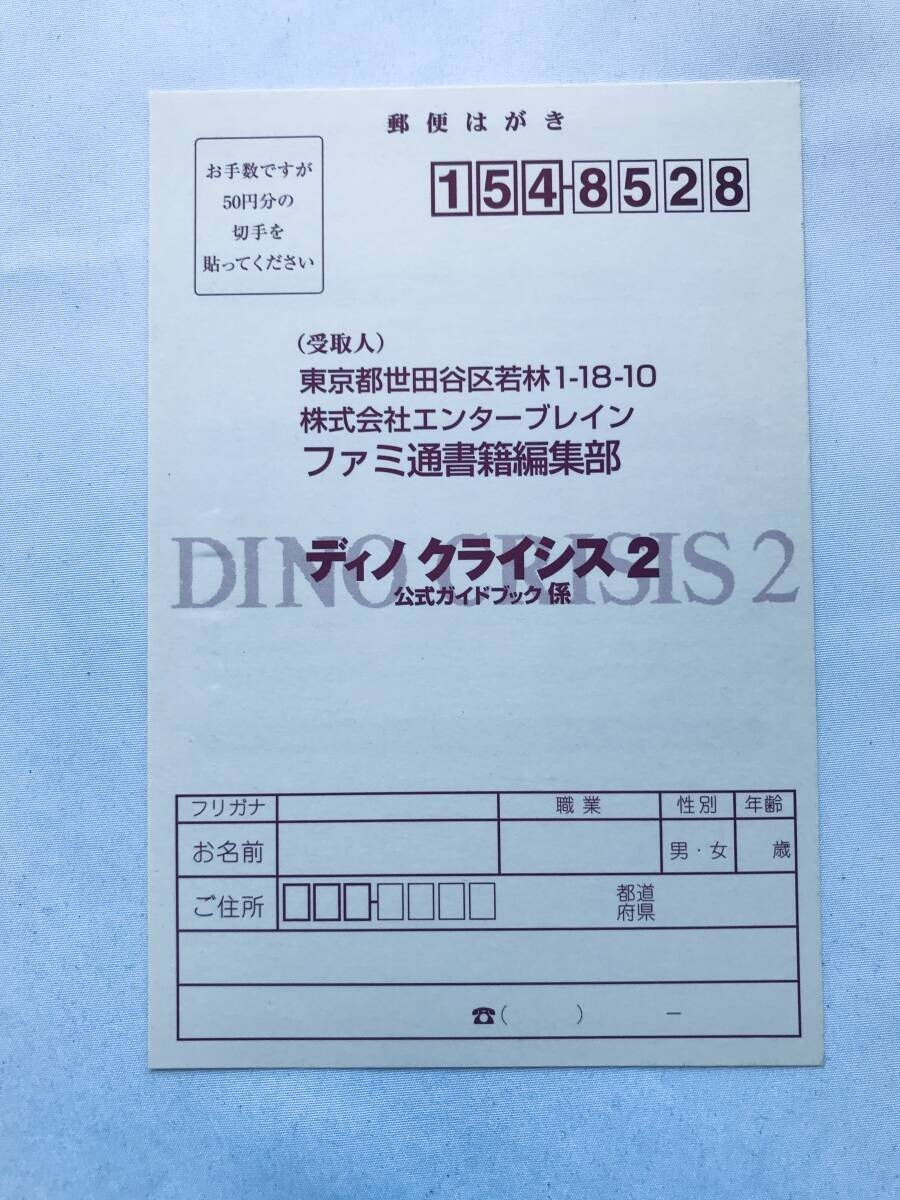 郵便はがき
お手数ですが
50円分の
切手を
貼ってください
154-8528
(受取人)
東京都世田谷区若林1-18-10
株式会社エンターブレイン
ファミ通書籍編集部
DINO CRISIS 2
ディノ クライシス 2
公式ガイドブック 係
フリガナ 職業 性別 年齢
お名前 男・女 歳
ご住所 都道
府県
☎( ) −